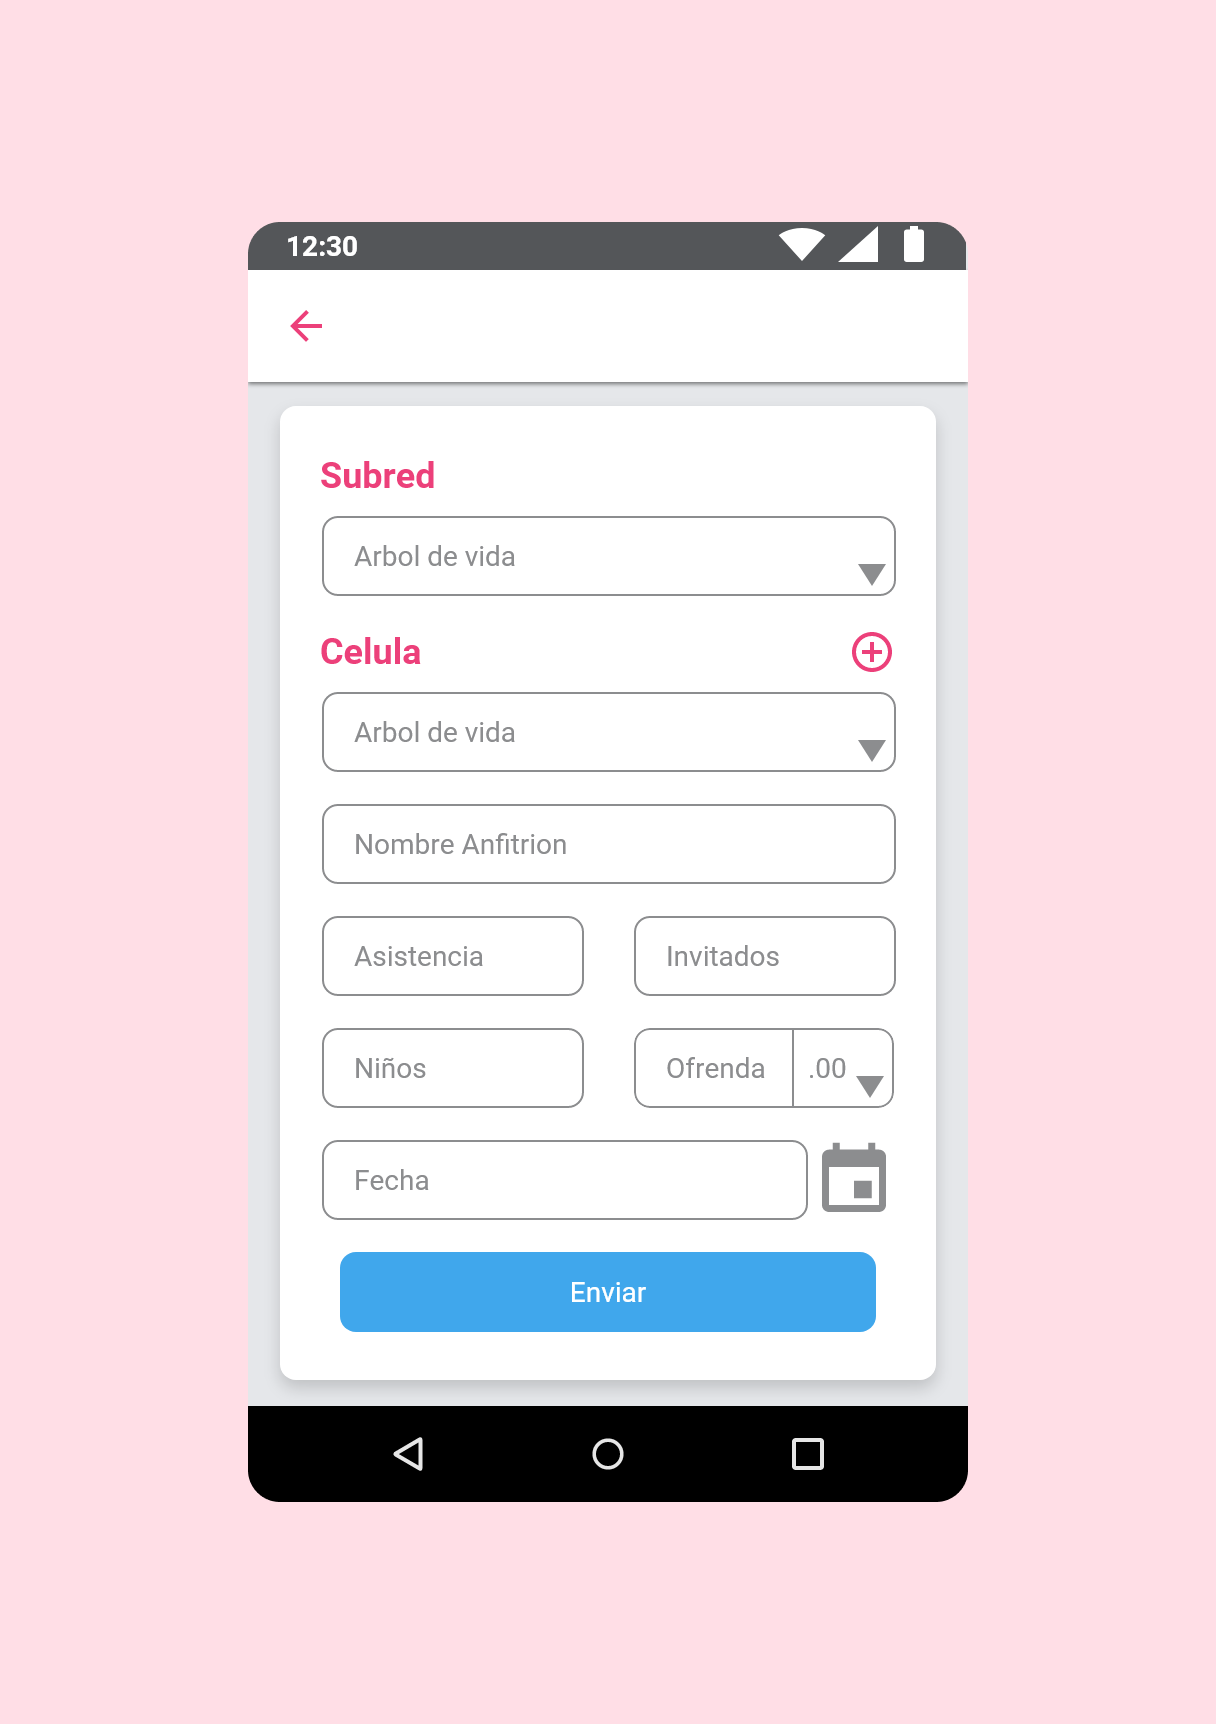 12:30
Subred
Arbol de vida
Celula
Arbol de vida
Nombre Anfitrion
Asistencia
Invitados
Niños
Ofrenda .00
Fecha
Enviar